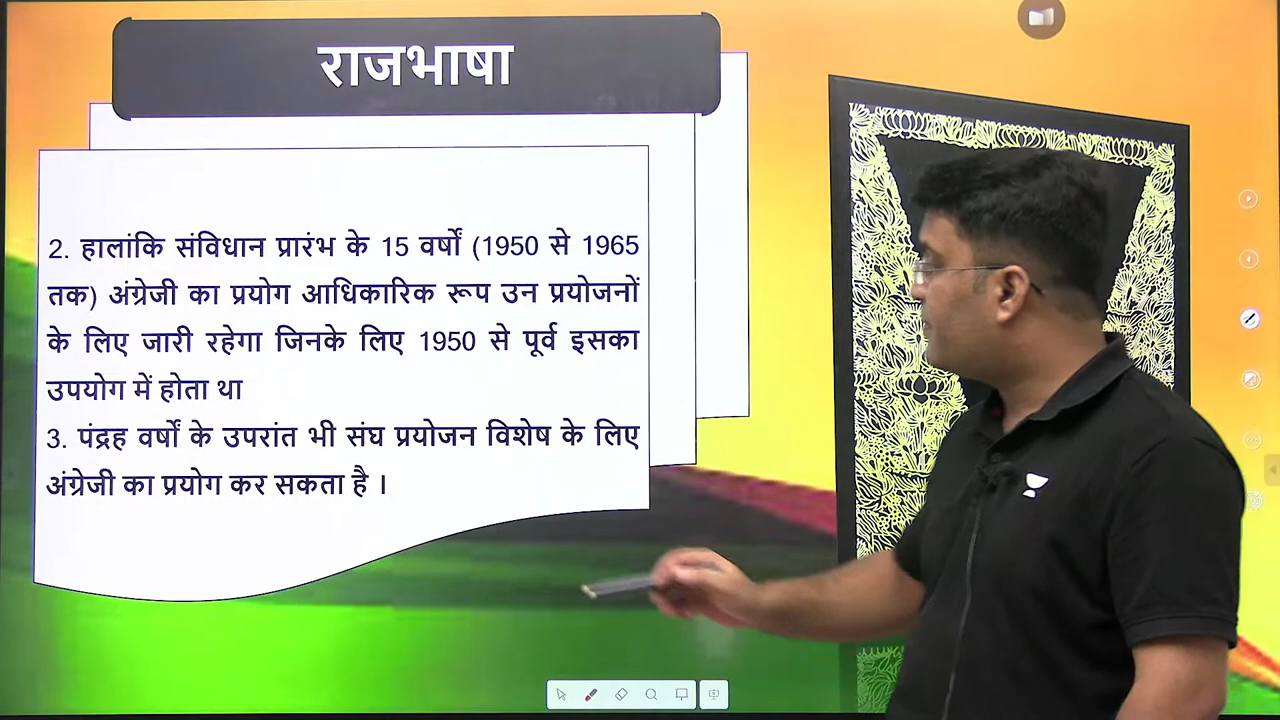 राजभाषा
2. हालांकि संविधान प्रारंभ के 15 वर्षों (1950 से 1965
तक) अंग्रेजी का प्रयोग आधिकारिक रूप उन प्रयोजनों
के लिए जारी रहेगा जिनके लिए 1950 से पूर्व इसका
उपयोग में होता था
3. पंद्रह वर्षों के उपरांत भी संघ प्रयोजन विशेष के लिए
अंग्रेजी का प्रयोग कर सकता है ।